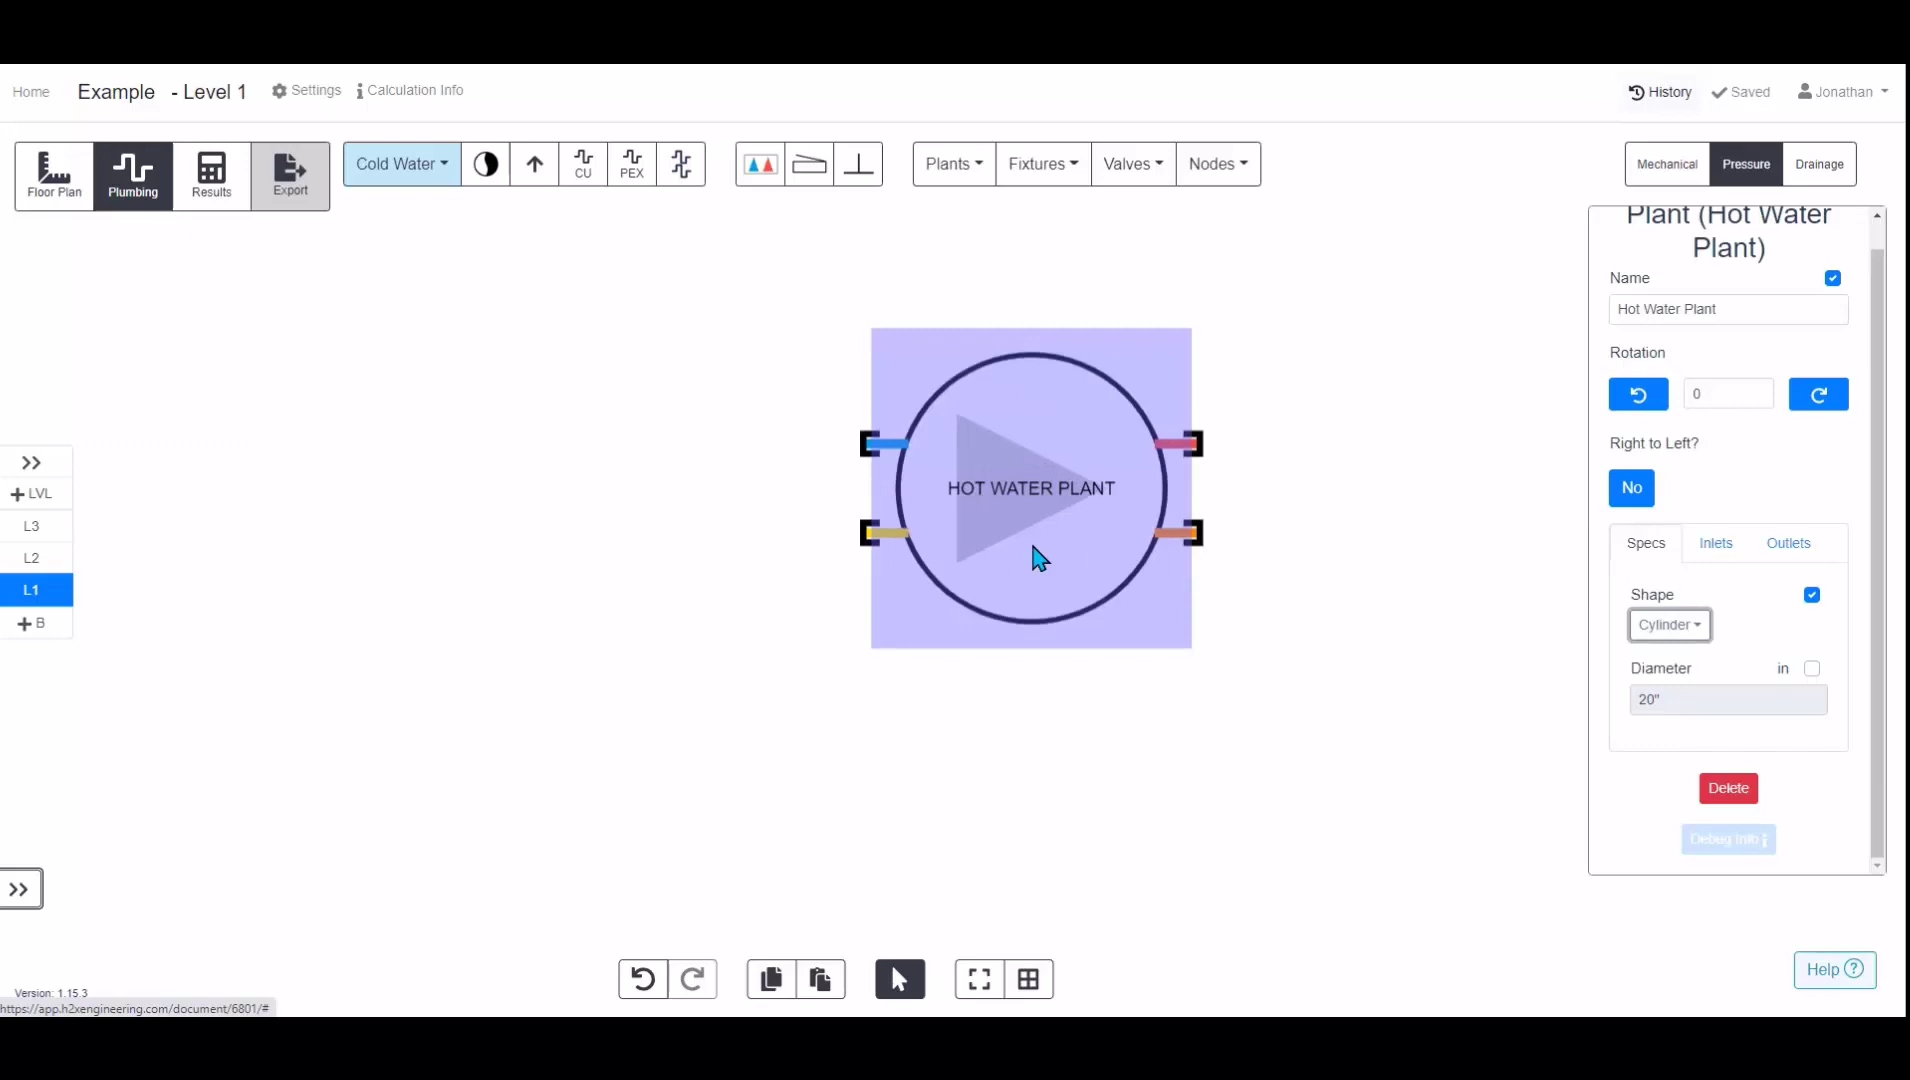 Home
Example - Level 1
Settings
Calculation Info
History
Saved
Jonathan
Floor Plan
Plumbing
Results
Export
Cold Water
CU
PEX
Plants
Fixtures
Valves
Nodes
Mechanical
Pressure
Drainage
Plant (Hot Water
Plant)
Name
Hot Water Plant
Rotation
0
Right to Left?
No
Specs
Inlets
Outlets
Shape
Cylinder
Diameter
in
20"
Delete
Debug Info
HOT WATER PLANT
LVL
L3
L2
L1
B
Help
Version: 1.15.3
https://app.h2xengineering.com/document/6801/#